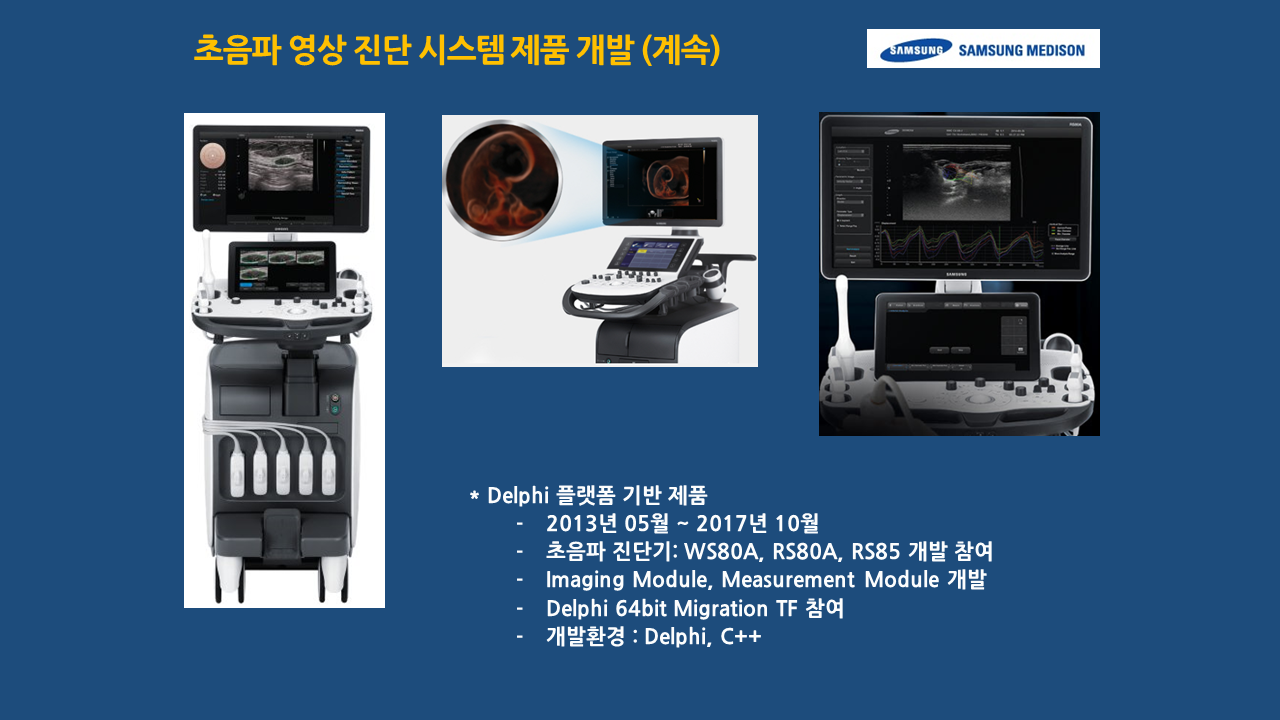 초음파 영상 진단 시스템 제품 개발 (계속)
SAMSUNG SAMSUNG MEDISON
SAMSUNG
SAMSUNG
* Delphi 플랫폼 기반 제품
- 2013년 05월 ~ 2017년 10월
- 초음파 진단기: WS80A, RS80A, RS85 개발 참여
- Imaging Module, Measurement Module 개발
- Delphi 64bit Migration TF 참여
- 개발환경 : Delphi, C++